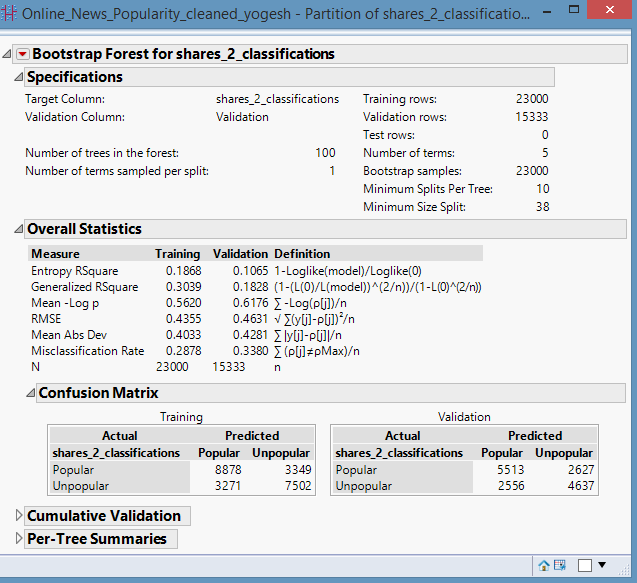 Online_News_Popularity_cleaned_yogesh - Partition of shares_2_classificatio...
Bootstrap Forest for shares_2_classifications
Specifications
Target Column: shares_2_classifications Training rows: 23000
Validation Column: Validation Validation rows: 15333
Test rows: 0
Number of trees in the forest: 100 Number of terms: 5
Number of terms sampled per split: 1 Bootstrap samples: 23000
Minimum Splits Per Tree: 10
Minimum Size Split: 38
Overall Statistics
Measure Training Validation Definition
Entropy RSquare 0.1868 0.1065 1-Loglike(model)/Loglike(0)
Generalized RSquare 0.3039 0.1828 (1-(L(0)/L(model))^(2/n))/(1-L(0)^(2/n))
Mean -Log p 0.5620 0.6176 ∑ -Log(ρ[j])/n
RMSE 0.4355 0.4631 √ ∑(y[j]-ρ[j])²/n
Mean Abs Dev 0.4033 0.4281 ∑ |y[j]-ρ[j]|/n
Misclassification Rate 0.2878 0.3380 ∑ (ρ[j]≠ρMax)/n
N 23000 15333 n
Confusion Matrix
Training Validation
Actual Predicted Actual Predicted
shares_2_classifications Popular Unpopular shares_2_classifications Popular Unpopular
Popular 8878 3349 Popular 5513 2627
Unpopular 3271 7502 Unpopular 2556 4637
Cumulative Validation
Per-Tree Summaries